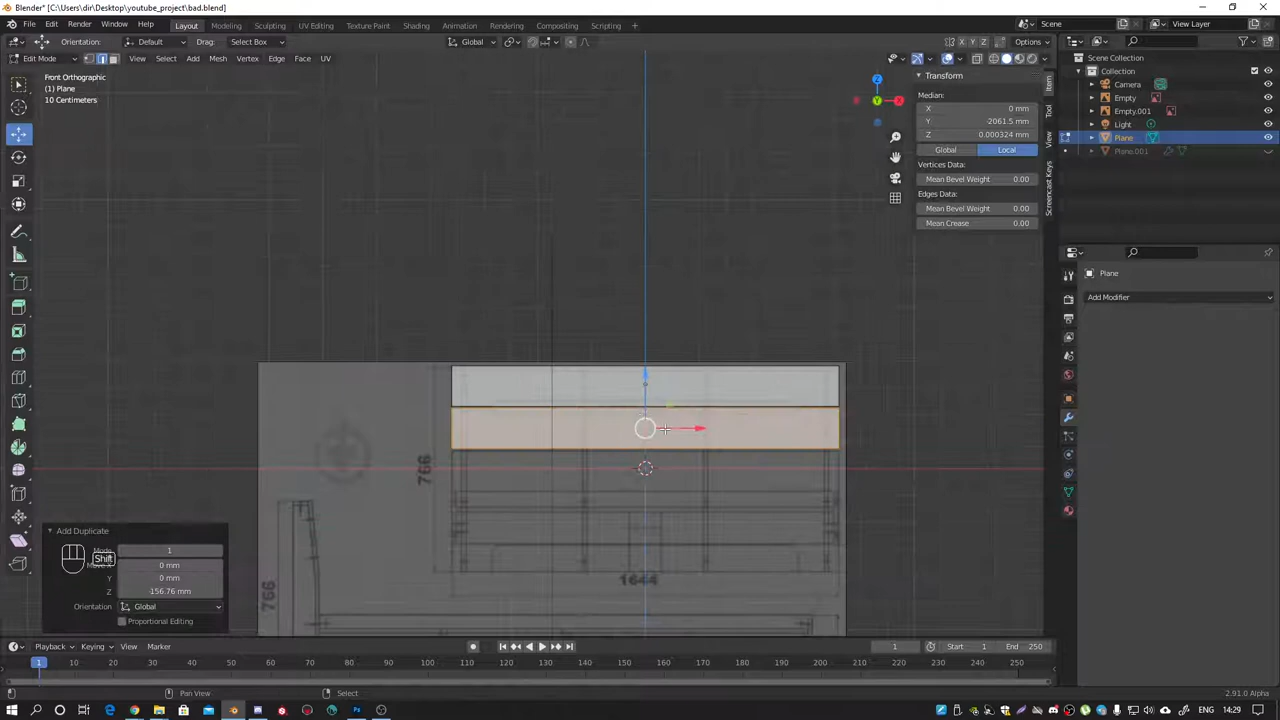 Blender* [C:\Users\dir\Desktop\youtube_project\bad.blend]
File Edit Render Window Help Layout Modeling Sculpting UV Editing Texture Paint Shading Animation Rendering Compositing Scripting + Scene View Layer
Orientation: Default Drag: Select Box Global X Y Z Options
Edit Mode View Select Add Mesh Vertex Edge Face UV
Front Orthographic
(1) Plane
10 Centimeters
Z
X
Y
Transform
Median:
X 0 mm
Y -2061.5 mm
Z 0.000324 mm
Global Local
Vertices Data:
Mean Bevel Weight 0.00
Edges Data:
Mean Bevel Weight 0.00
Mean Crease 0.00
Item
Tool
View
Screencast Keys
Scene Collection
Collection
Camera
Empty
Empty.001
Light
Plane
Plane.001
Plane
Add Modifier
766
1644
766
Add Duplicate
Mode 1
Shift
Move X 0 mm
Y 0 mm
Z -156.76 mm
Orientation Global
Proportional Editing
Playback Keying View Marker 1 Start 1 End 250
1 10 20 30 40 50 60 70 80 90 100 110 120 130 140 150 160 170 180 190 200 210 220 230 240 250
Pan View Select 2.91.0 Alpha
ENG 14:29